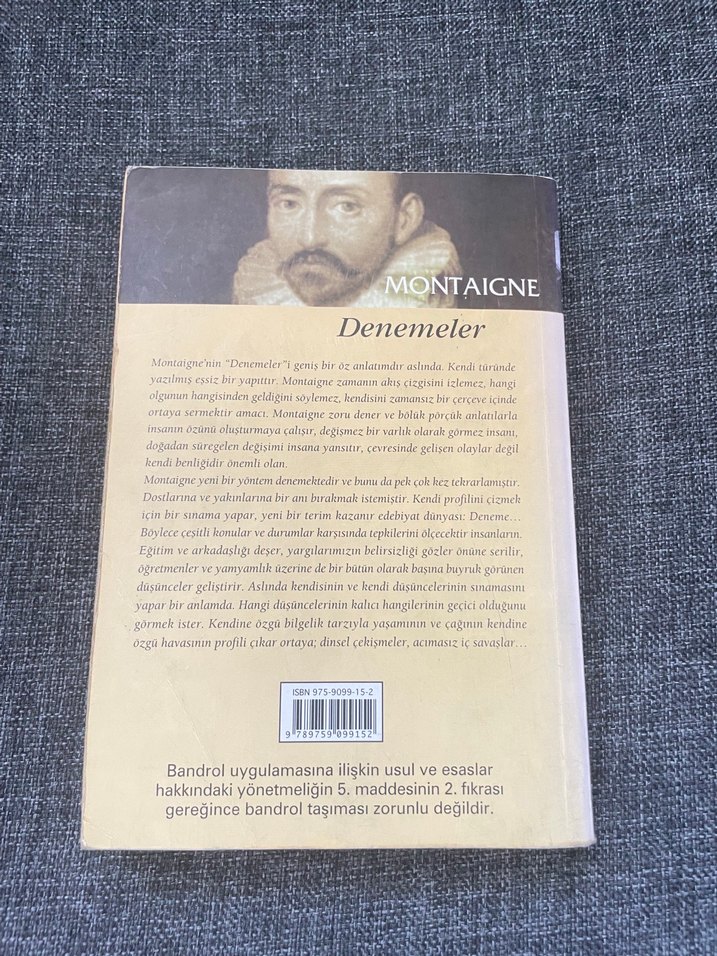 MONTAIGNE
Denemeler
Montaigne'nin "Denemeler"i geniş bir öz anlatımdır aslında. Kendi türünde
yazılmış eşsiz bir yapıttır. Montaigne zamanın akış çizgisini izlemez, hangi
olgunun hangisinden geldiğini söylemez, kendisini zamansız bir çerçeve içinde
ortaya sermektir amacı. Montaigne zoru dener ve bölük pörçük anlatılarla
insanın özünü oluşturmaya çalışır, değişmez bir varlık olarak görmez insanı,
doğadan süregelen değişimi insana yansıtır, çevresinde gelişen olaylar değil
kendi benliğidir önemli olan.
Montaigne yeni bir yöntem denemektedir ve bunu da pek çok kez tekrarlamıştır.
Dostlarına ve yakınlarına bir anı bırakmak istemiştir. Kendi profilini çizmek
için bir sınama yapar, yeni bir terim kazanır edebiyat dünyası: Deneme...
Böylece çeşitli konular ve durumlar karşısında tepkilerini ölçecektir insanların.
Eğitim ve arkadaşlığı deşer, yargılarımızın belirsizliği gözler önüne serilir,
öğretmenler ve yamyamlık üzerine de bir bütün olarak başına buyruk görünen
düşünceler geliştirir. Aslında kendisinin ve kendi düşüncelerinin sınamasını
yapar bir anlamda. Hangi düşüncelerinin kalıcı hangilerinin geçici olduğunu
görmek ister. Kendine özgü bilgelik tarzıyla yaşamının ve çağının kendine
özgü havasının profili çıkar ortaya; dinsel çekişmeler, acımasız iç savaşlar...
ISBN 975-9099-15-2
9 789759 099152
Bandrol uygulamasına ilişkin usul ve esaslar
hakkındaki yönetmeliğin 5. maddesinin 2. fıkrası
gereğince bandrol taşıması zorunlu değildir.